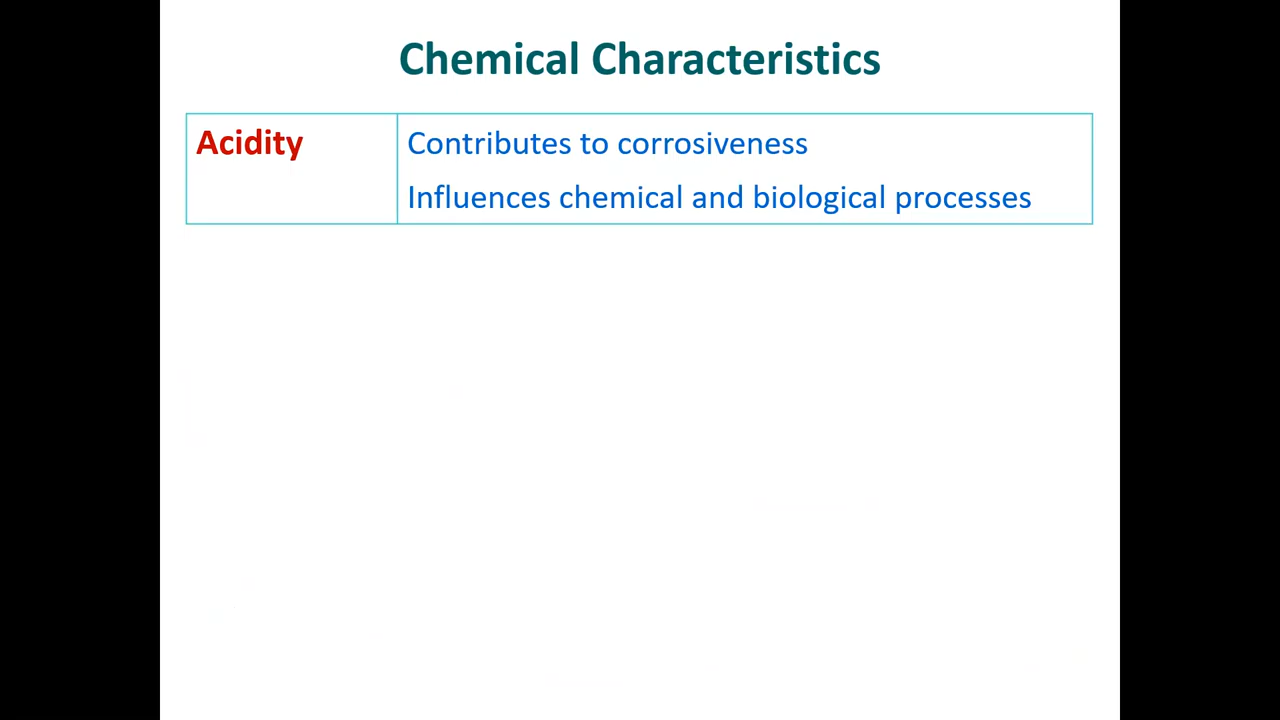 Chemical Characteristics
Acidity
Contributes to corrosiveness
Influences chemical and biological processes